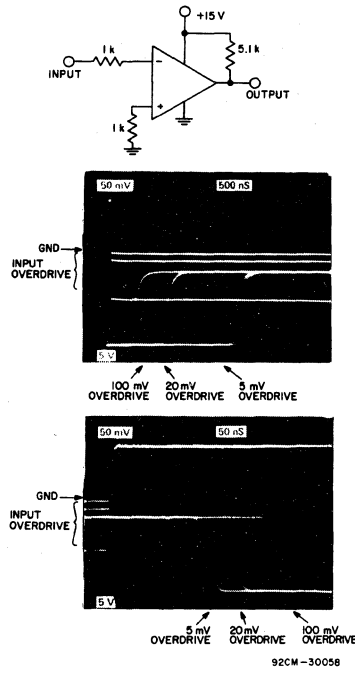 +15 V
1 k
5.1 k
INPUT
−
+
OUTPUT
1 k
50 mV 500 nS
GND
INPUT
OVERDRIVE
5 V
100 mV OVERDRIVE 20 mV OVERDRIVE 5 mV OVERDRIVE
50 mV 50 nS
GND
INPUT
OVERDRIVE
5 V
5 mV OVERDRIVE 20 mV OVERDRIVE 100 mV OVERDRIVE
92CM-30058